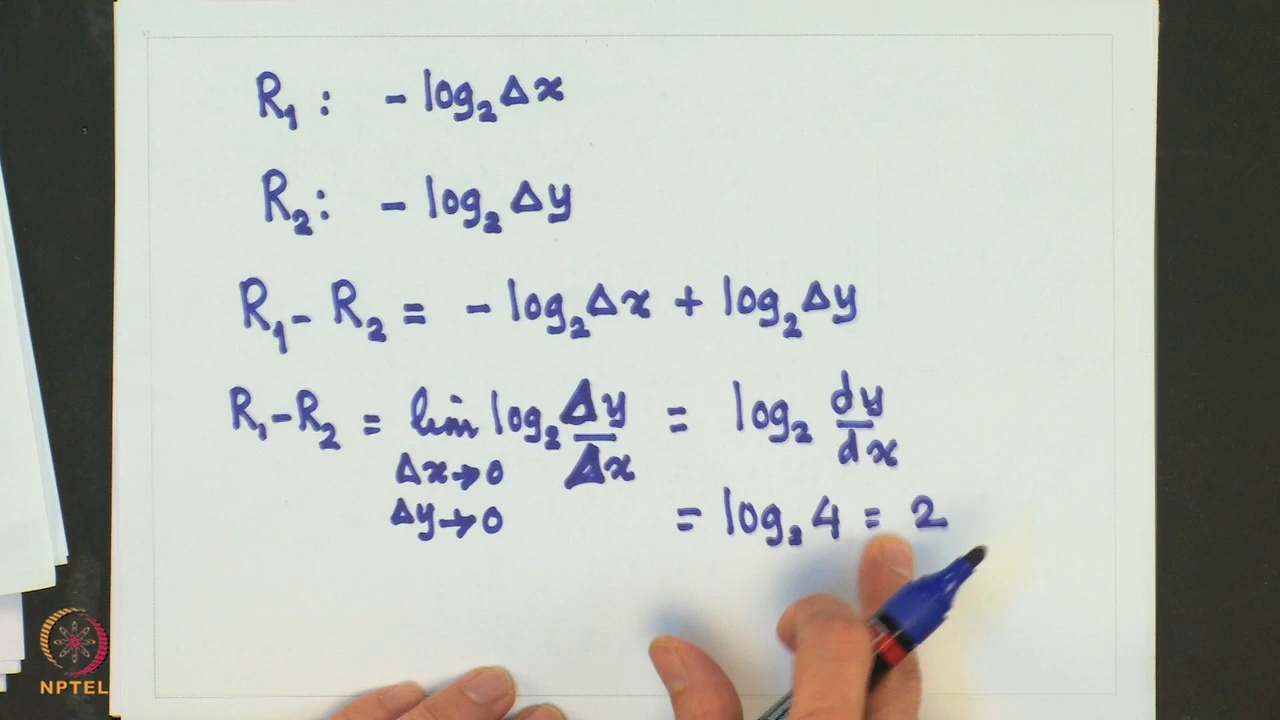 R₁ : - log₂ Δx
R₂ : - log₂ Δy
R₁ - R₂ = - log₂ Δx + log₂ Δy
R₁ - R₂ = lim log₂ Δy/Δx = log₂ dy/dx
Δx→0
Δy→0 = log₂ 4 = 2
NPTEL